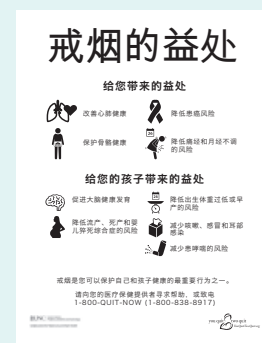 戒烟的益处
给您带来的益处
改善心肺健康
降低患癌风险
保护骨骼健康
降低痛经和月经不调
的风险
给您的孩子带来的益处
促进大脑健康发育
降低出生体重过低或早
产的风险
降低流产、死产和婴
儿猝死综合症的风险
减少咳嗽、感冒和耳部
感染
减少患哮喘的风险
戒烟是您可以保护自己和孩子健康的最重要行为之一。
请向您的医疗保健提供者寻求帮助，或致电
1-800-QUIT-NOW (1-800-838-8917)
you quit two quit